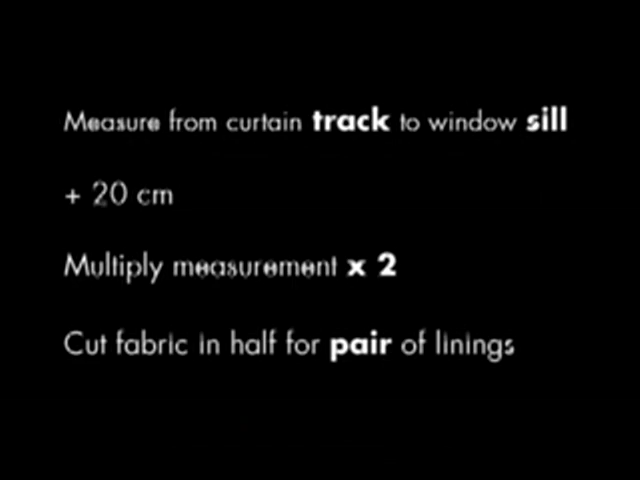 Measure from curtain track to window sill
+ 20 cm
Multiply measurement x 2
Cut fabric in half for pair of linings